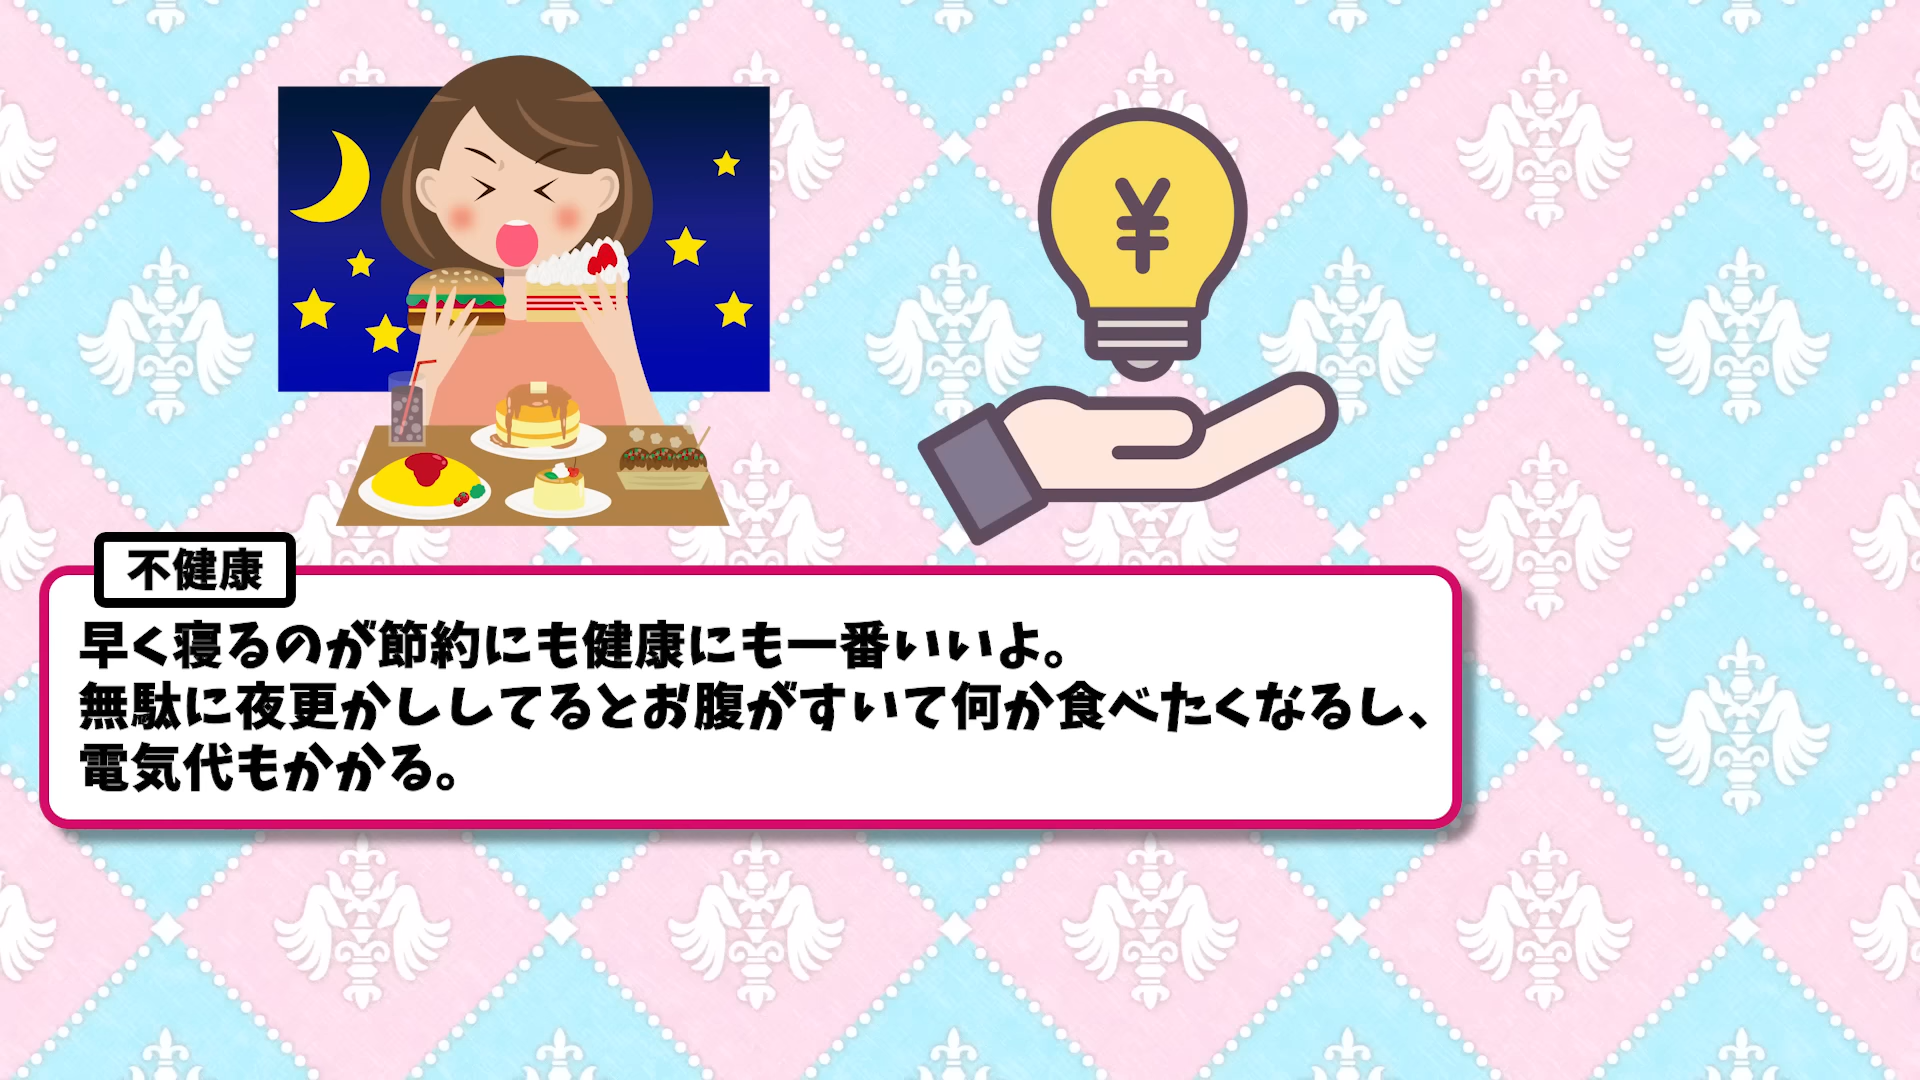 ¥
不健康
早く寝るのが節約にも健康にも一番いいよ。
無駄に夜更かししてるとお腹がすいて何か食べたくなるし、
電気代もかかる。